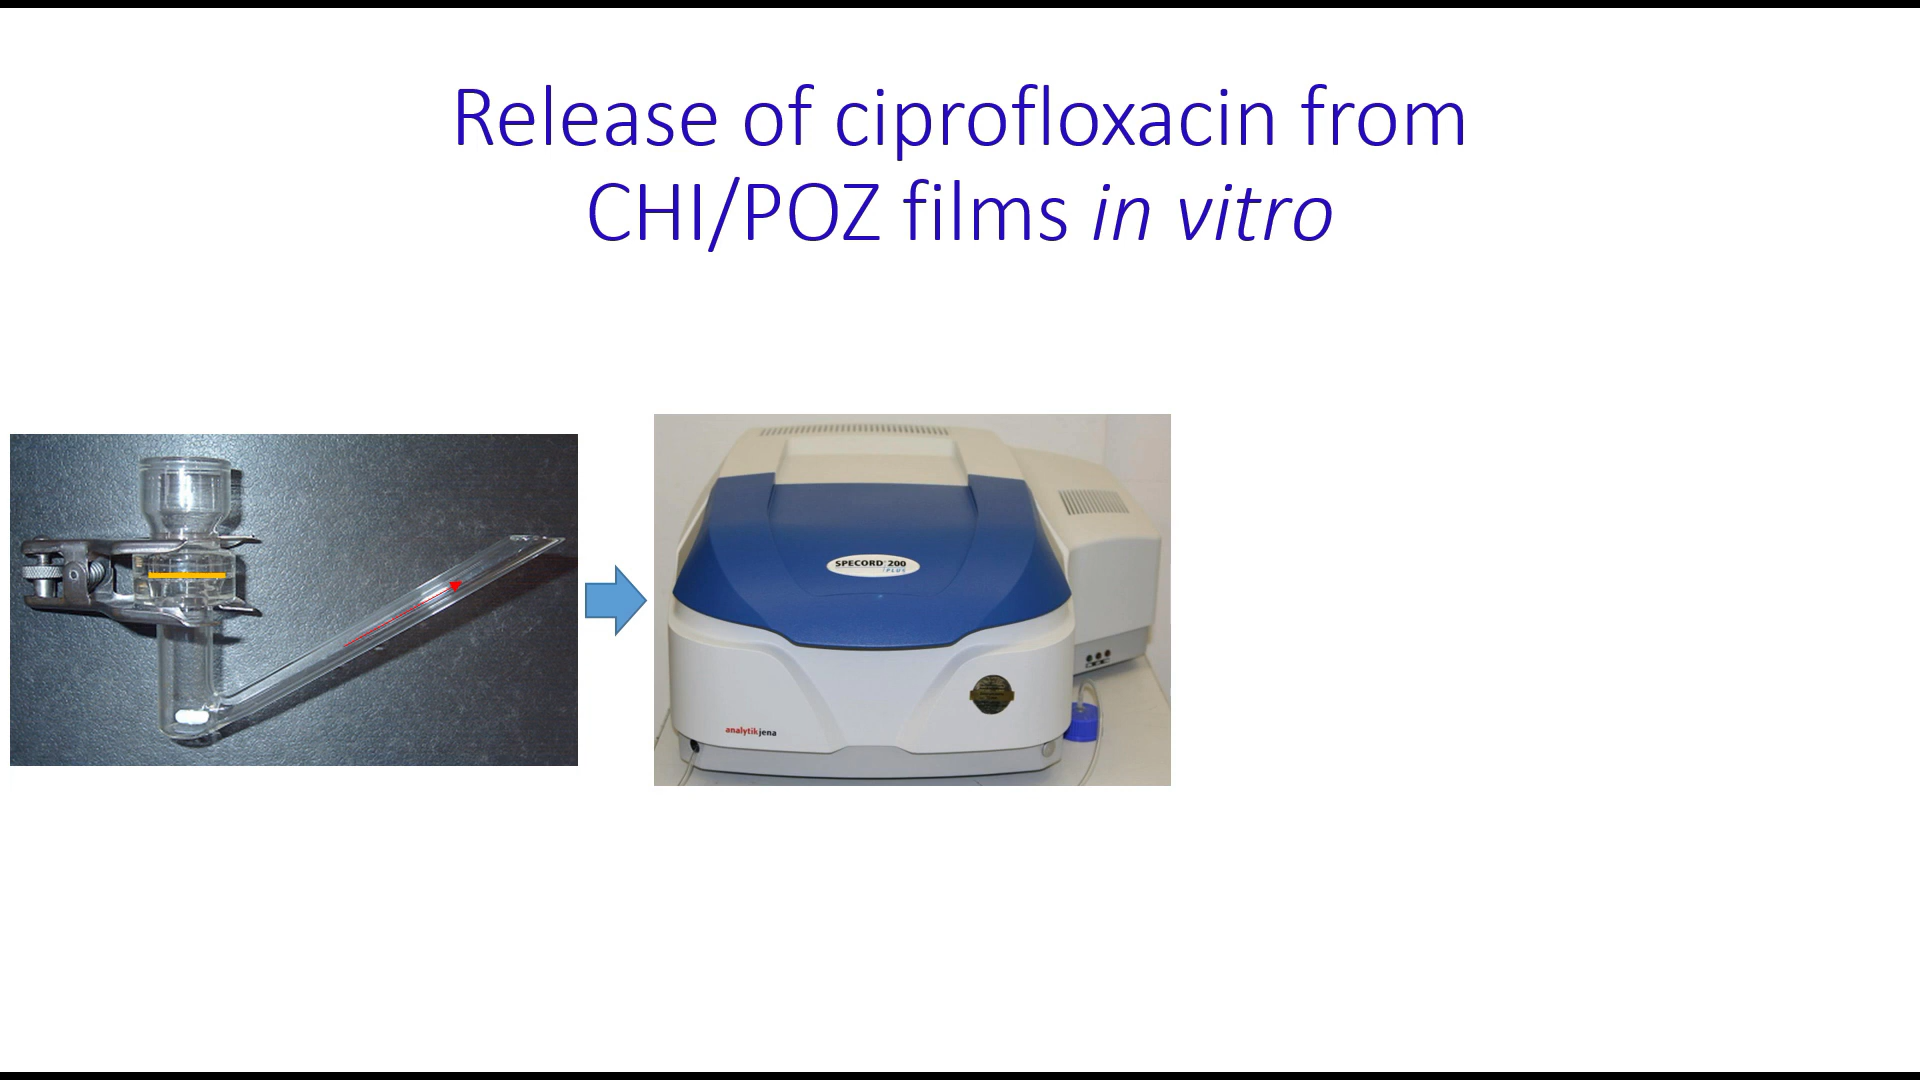 Release of ciprofloxacin from
CHI/POZ films in vitro
SPECORD 200
PLUS
analytikjena